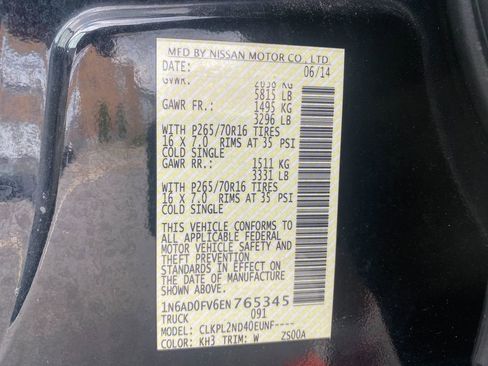 MFD BY NISSAN MOTOR CO., LTD.
DATE: 06/14
GVWR: 2638 KG
5815 LB
GAWR FR.: 1495 KG
3296 LB
WITH P265/70R16 TIRES
16 X 7.0 RIMS AT 35 PSI
COLD SINGLE
GAWR RR.: 1511 KG
3331 LB
WITH P265/70R16 TIRES
16 X 7.0 RIMS AT 35 PSI
COLD SINGLE
THIS VEHICLE CONFORMS TO
ALL APPLICABLE FEDERAL
MOTOR VEHICLE SAFETY AND
THEFT PREVENTION
STANDARDS IN EFFECT ON
THE DATE OF MANUFACTURE
SHOWN ABOVE.
1N6AD0FV6EN765345
TRUCK 091
MODEL: CLKPL2ND40EUNF----
COLOR: KH3 TRIM: W ZS00A